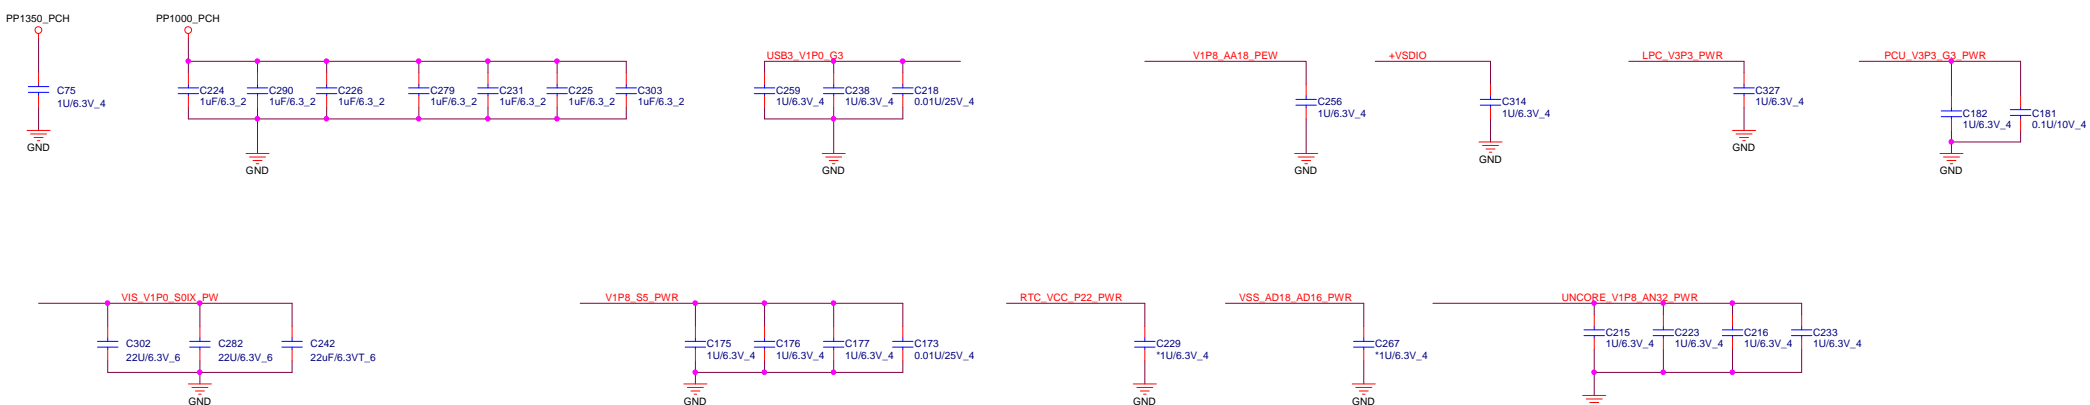 PP1350_PCH
PP1000_PCH
USB3_V1P0_G3
V1P8_AA18_PEW
+VSDIO
LPC_V3P3_PWR
PCU_V3P3_G3_PWR
C75
1U/6.3V_4
C224
1uF/6.3_2
C290
1uF/6.3_2
C226
1uF/6.3_2
C279
1uF/6.3_2
C231
1uF/6.3_2
C225
1uF/6.3_2
C303
1uF/6.3_2
C259
1U/6.3V_4
C238
1U/6.3V_4
C218
0.01U/25V_4
C256
1U/6.3V_4
C314
1U/6.3V_4
C327
1U/6.3V_4
C182
1U/6.3V_4
C181
0.1U/10V_4
GND
GND
GND
GND
GND
GND
GND
VIS_V1P0_S0IX_PW
V1P8_S5_PWR
RTC_VCC_P22_PWR
VSS_AD18_AD16_PWR
UNCORE_V1P8_AN32_PWR
C302
22U/6.3V_6
C282
22U/6.3V_6
C242
22uF/6.3VT_6
C175
1U/6.3V_4
C176
1U/6.3V_4
C177
1U/6.3V_4
C173
0.01U/25V_4
C229
*1U/6.3V_4
C267
*1U/6.3V_4
C215
1U/6.3V_4
C223
1U/6.3V_4
C216
1U/6.3V_4
C233
1U/6.3V_4
GND
GND
GND
GND